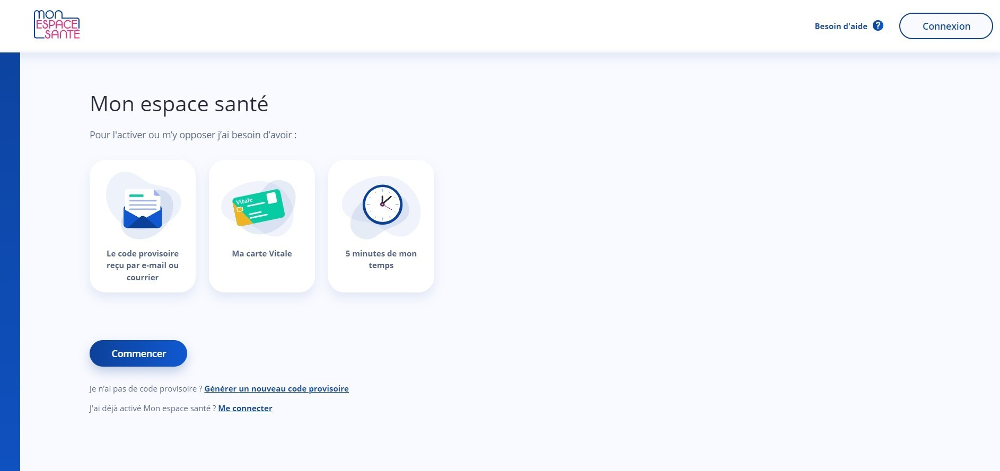 mon
ESPACE
SANTÉ
Besoin d'aide ?
Connexion
Mon espace santé
Pour l'activer ou m’y opposer j’ai besoin d’avoir :
Vitale
Le code provisoire
reçu par e-mail ou
courrier
Ma carte Vitale
5 minutes de mon
temps
Commencer
Je n’ai pas de code provisoire ? Générer un nouveau code provisoire
J'ai déjà activé Mon espace santé ? Me connecter